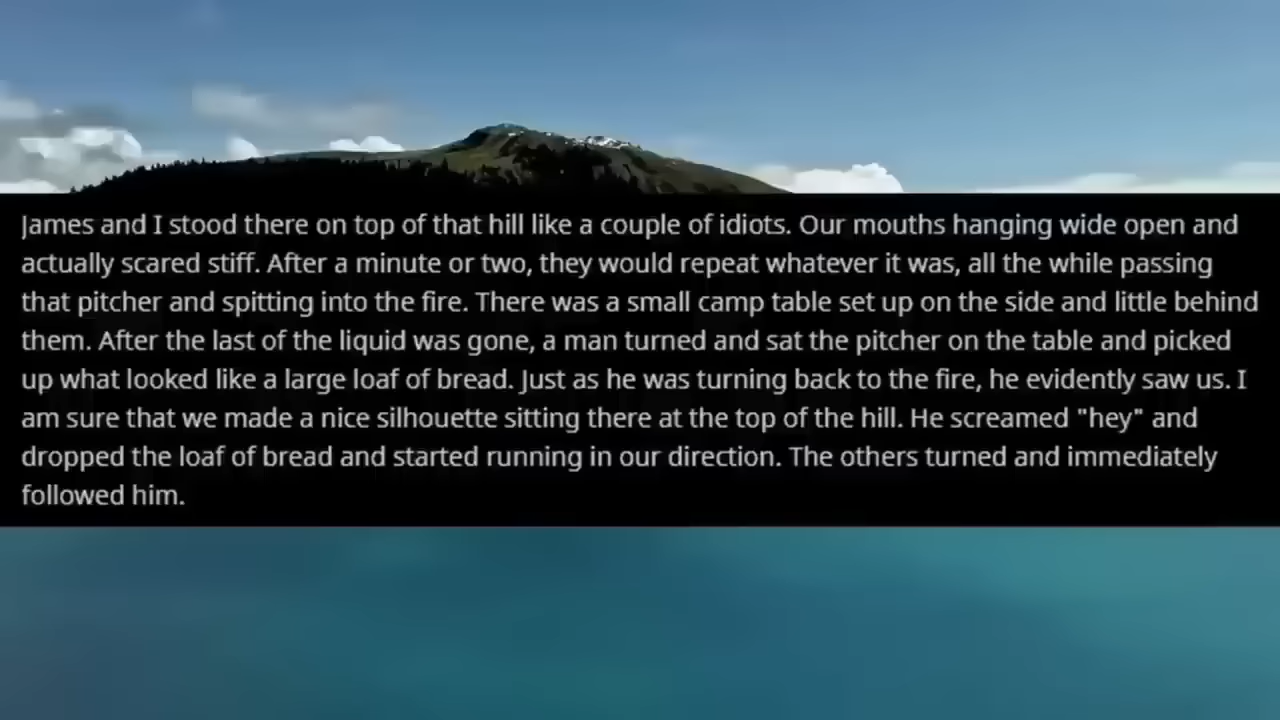 James and I stood there on top of that hill like a couple of idiots. Our mouths hanging wide open and
actually scared stiff. After a minute or two, they would repeat whatever it was, all the while passing
that pitcher and spitting into the fire. There was a small camp table set up on the side and little behind
them. After the last of the liquid was gone, a man turned and sat the pitcher on the table and picked
up what looked like a large loaf of bread. Just as he was turning back to the fire, he evidently saw us. I
am sure that we made a nice silhouette sitting there at the top of the hill. He screamed "hey" and
dropped the loaf of bread and started running in our direction. The others turned and immediately
followed him.